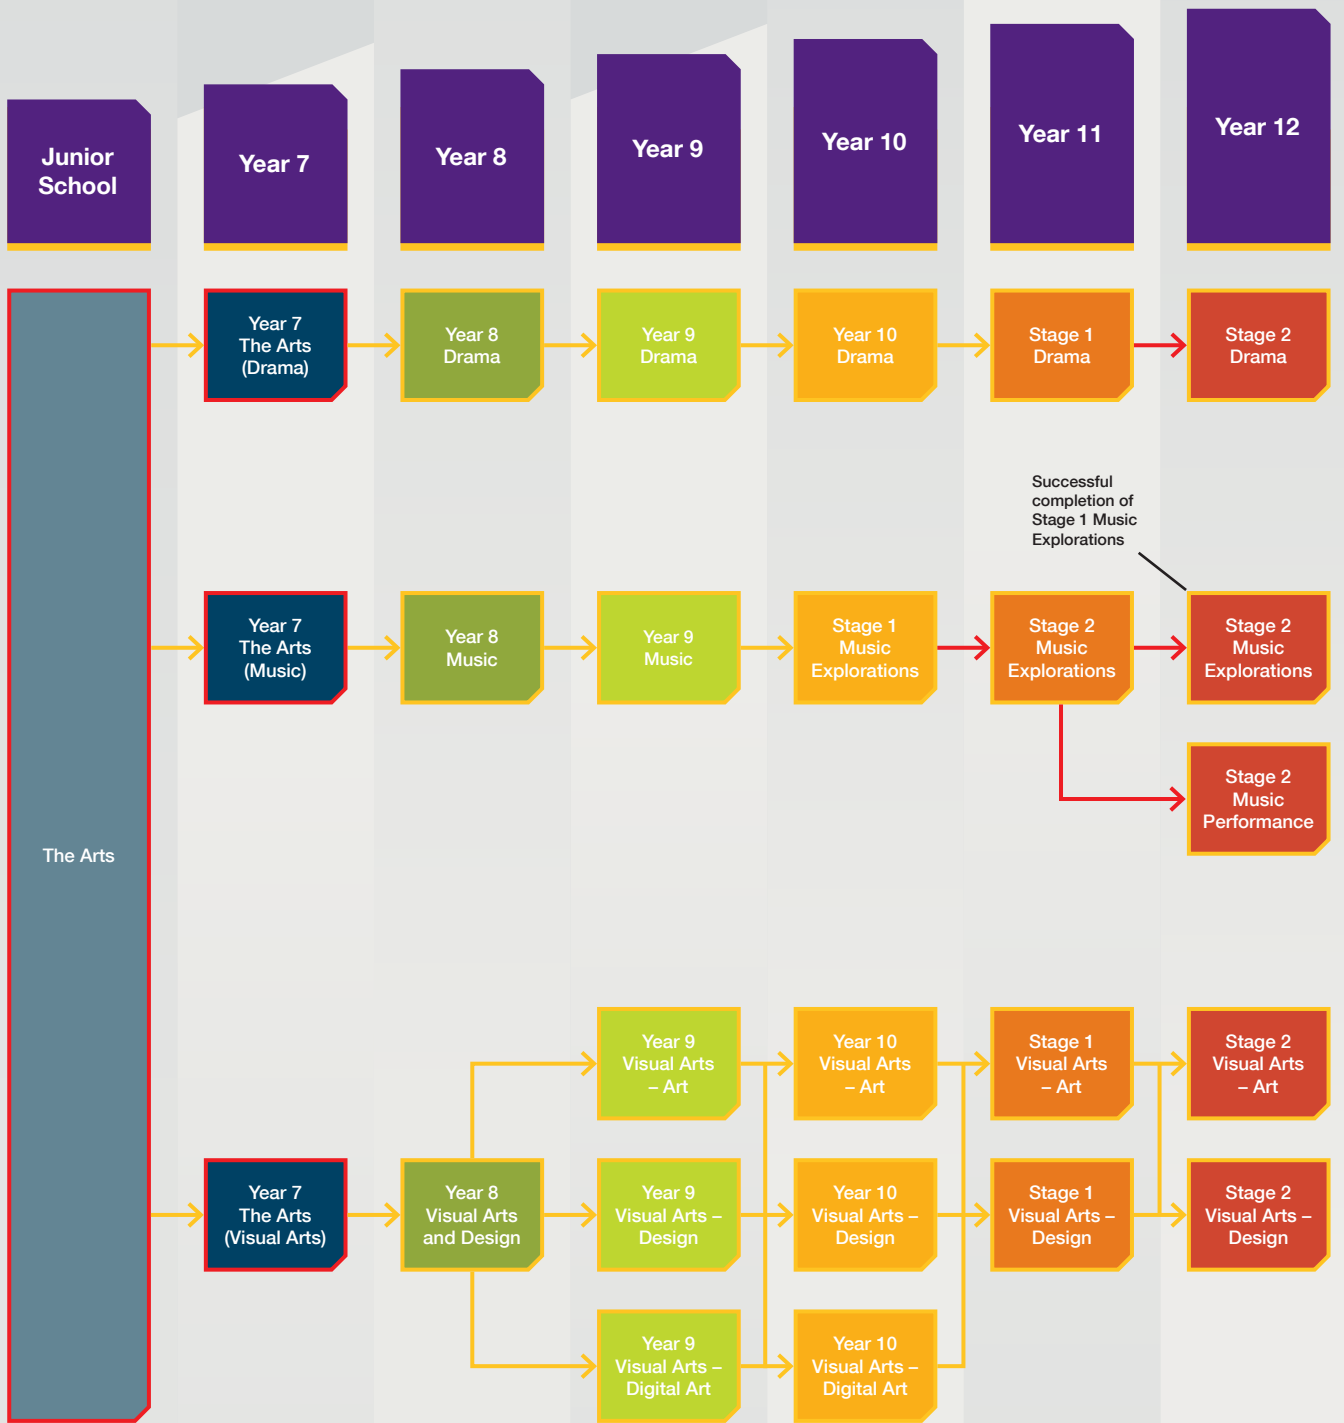 Junior
School
Year 7
Year 8
Year 9
Year 10
Year 11
Year 12
The Arts
Year 7
The Arts
(Drama)
Year 8
Drama
Year 9
Drama
Year 10
Drama
Stage 1
Drama
Stage 2
Drama
Successful
completion of
Stage 1 Music
Explorations
Year 7
The Arts
(Music)
Year 8
Music
Year 9
Music
Stage 1
Music
Explorations
Stage 2
Music
Explorations
Stage 2
Music
Explorations
Stage 2
Music
Performance
Year 9
Visual Arts
– Art
Year 10
Visual Arts
– Art
Stage 1
Visual Arts
– Art
Stage 2
Visual Arts
– Art
Year 7
The Arts
(Visual Arts)
Year 8
Visual Arts
and Design
Year 9
Visual Arts –
Design
Year 10
Visual Arts –
Design
Stage 1
Visual Arts –
Design
Stage 2
Visual Arts –
Design
Year 9
Visual Arts –
Digital Art
Year 10
Visual Arts –
Digital Art